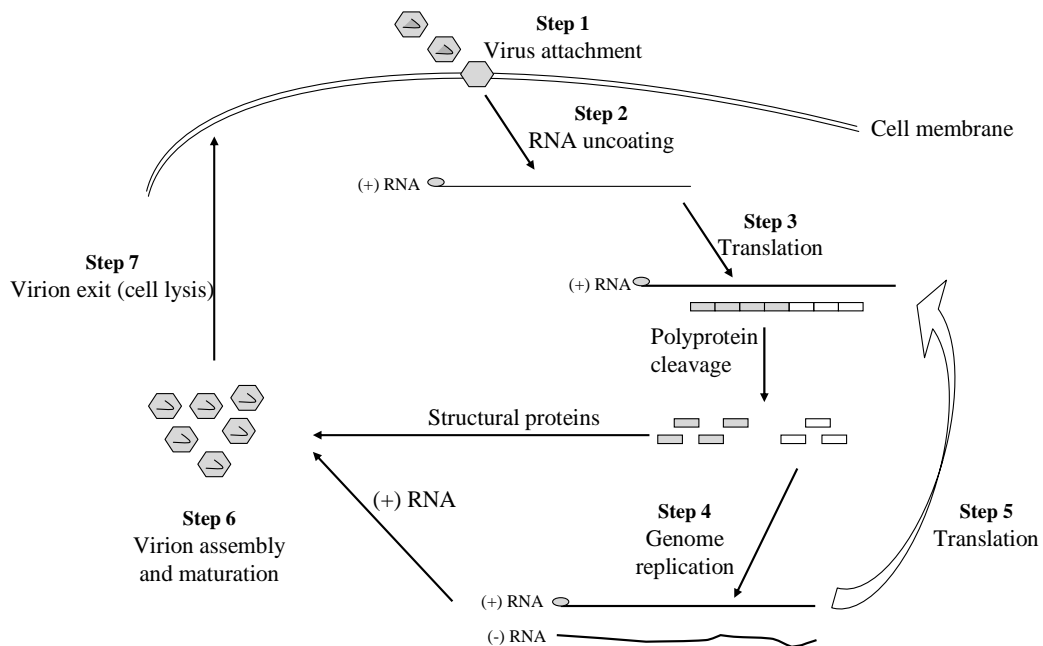 Step 1
Virus attachment
Step 2
RNA uncoating
Cell membrane
(+) RNA
Step 3
Translation
Step 7
Virion exit (cell lysis)
(+) RNA
Polyprotein
cleavage
Structural proteins
(+) RNA
Step 6
Virion assembly
and maturation
Step 4
Genome
replication
Step 5
Translation
(+) RNA
(-) RNA